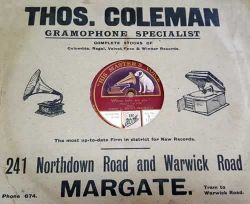 THOS. COLEMAN
GRAMOPHONE SPECIALIST
COMPLETE STOCKS OF
Columbia, Regal, Velvet Face & Winner Records.
"HIS MASTER'S VOICE"
The most up-to-date Firm in district for New Records.
241 Northdown Road and Warwick Road
MARGATE.
Phone 674.
Tram to
Warwick Road.